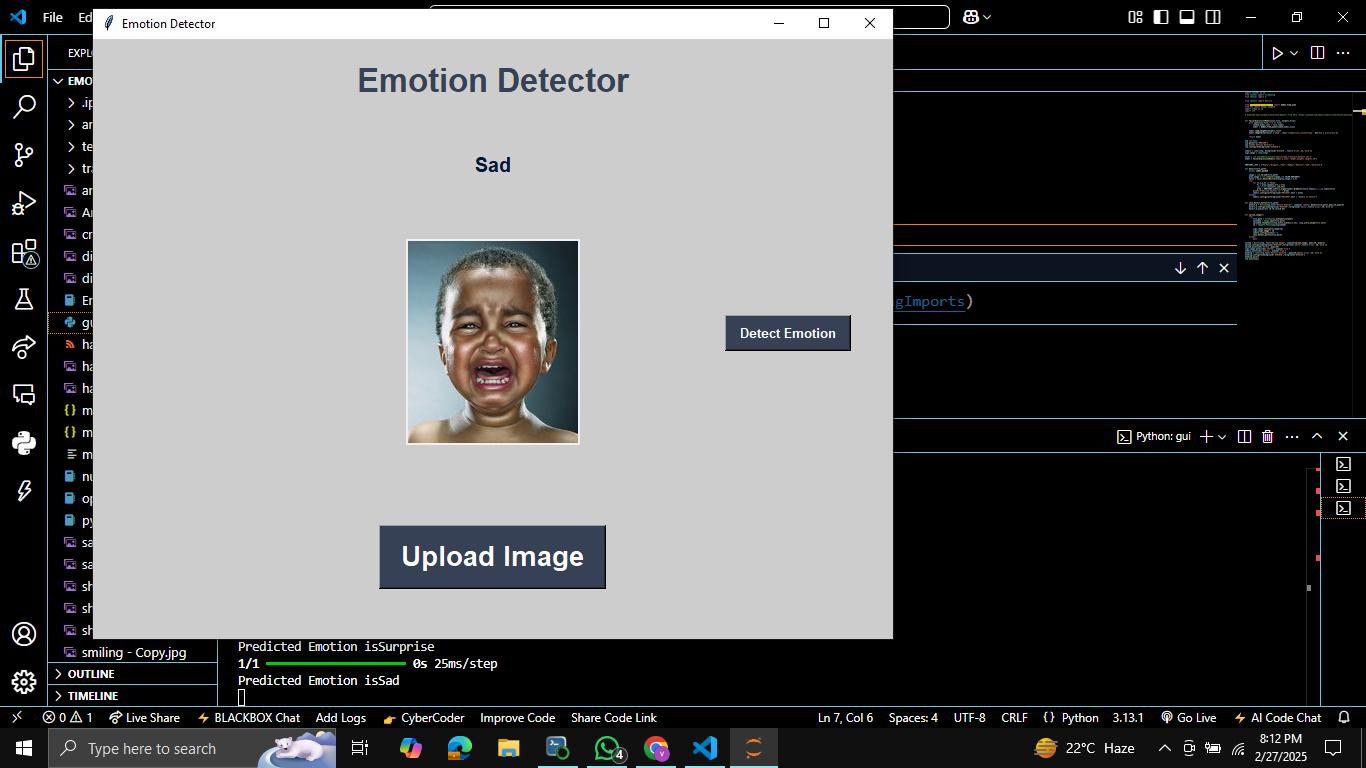 File
Ed
Emotion Detector
Emotion Detector
Sad
Detect Emotion
Upload Image
EXPL
EMO
.ip
ar
te
tra
ar
Ar
cr
di
di
Er
gu
ha
ha
ha
m
m
m
nu
op
py
sa
sa
sh
sh
sh
smiling - Copy.jpg
OUTLINE
TIMELINE
ngImports)
Python: gui
Predicted Emotion isSurprise
1/1 0s 25ms/step
Predicted Emotion isSad
0 1 Live Share BLACKBOX Chat Add Logs CyberCoder Improve Code Share Code Link Ln 7, Col 6 Spaces: 4 UTF-8 CRLF {} Python 3.13.1 Go Live AI Code Chat
Type here to search
4
V
22°C Haze
8:12 PM
2/27/2025